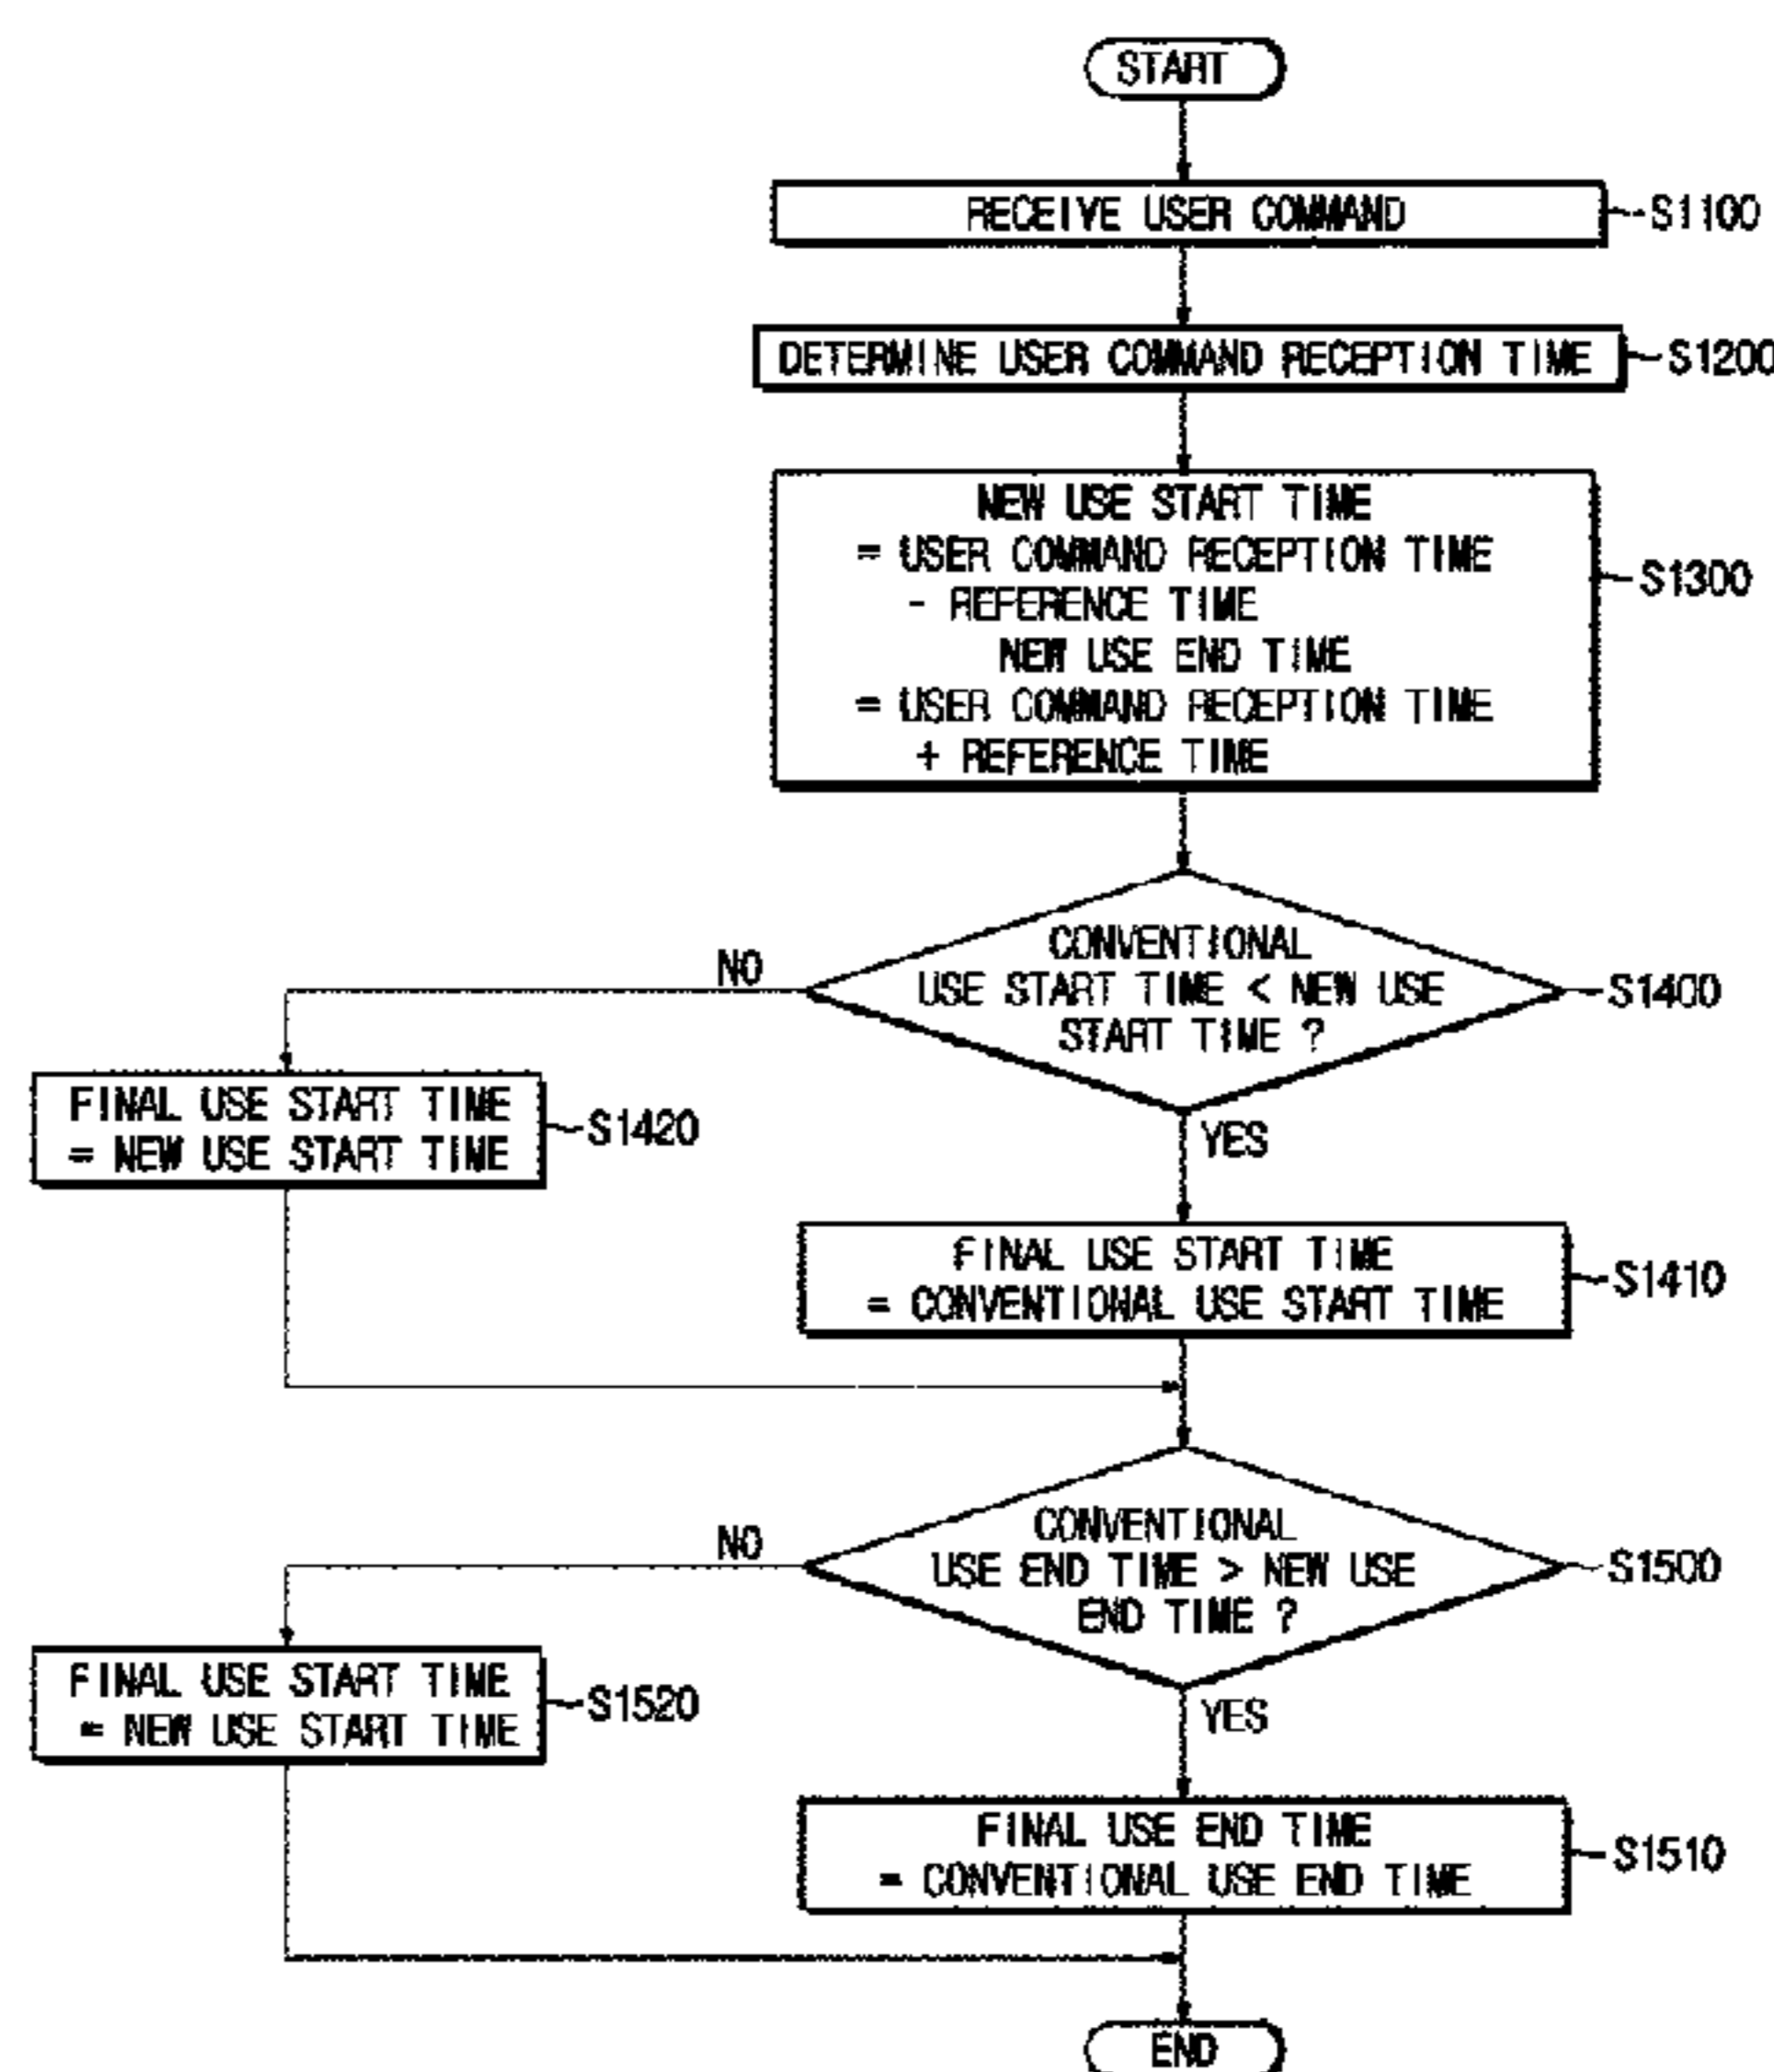 START
RECEIVE USER COMMAND
S1100
DETERMINE USER COMMAND RECEPTION TIME
S1200
NEW USE START TIME
= USER COMMAND RECEPTION TIME
- REFERENCE TIME
NEW USE END TIME
= USER COMMAND RECEPTION TIME
+ REFERENCE TIME
S1300
CONVENTIONAL
USE START TIME < NEW USE
START TIME ?
S1400
NO
YES
FINAL USE START TIME
= NEW USE START TIME
S1420
FINAL USE START TIME
= CONVENTIONAL USE START TIME
S1410
CONVENTIONAL
USE END TIME > NEW USE
END TIME ?
S1500
NO
YES
FINAL USE START TIME
= NEW USE START TIME
S1520
FINAL USE END TIME
= CONVENTIONAL USE END TIME
S1510
END